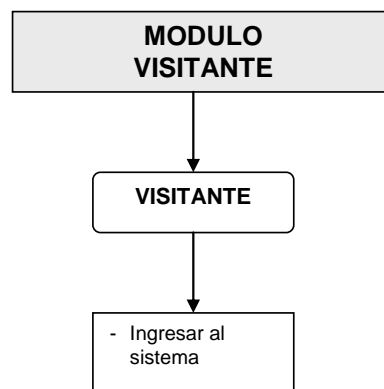 MODULO
VISITANTE
VISITANTE
- Ingresar al
sistema